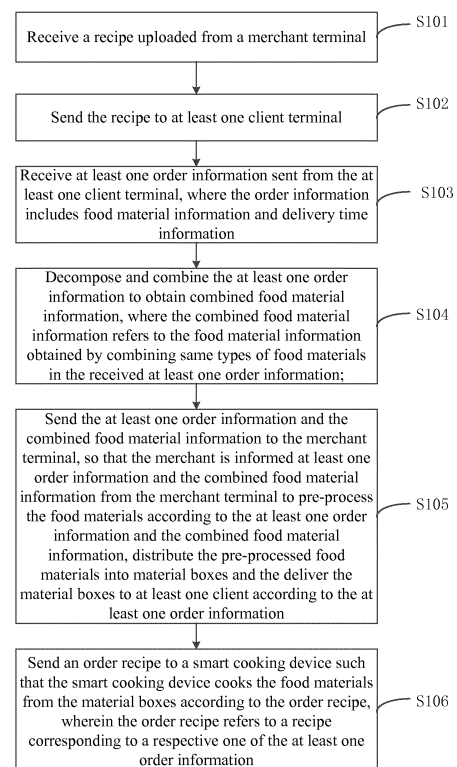 Receive a recipe uploaded from a merchant terminal
S101
Send the recipe to at least one client terminal
S102
Receive at least one order information sent from the at
least one client terminal, where the order information
includes food material information and delivery time
information
S103
Decompose and combine the at least one order
information to obtain combined food material
information, where the combined food material
information refers to the food material information
obtained by combining same types of food materials
in the received at least one order information;
S104
Send the at least one order information and the
combined food material information to the merchant
terminal, so that the merchant is informed at least one
order information and the combined food material
information from the merchant terminal to pre-process
the food materials according to the at least one order
information and the combined food material
information, distribute the pre-processed food
materials into material boxes and the deliver the
material boxes to at least one client according to the at
least one order information
S105
Send an order recipe to a smart cooking device such
that the smart cooking device cooks the food materials
from the material boxes according to the order recipe,
wherein the order recipe refers to a recipe
corresponding to a respective one of the at least one
order information
S106